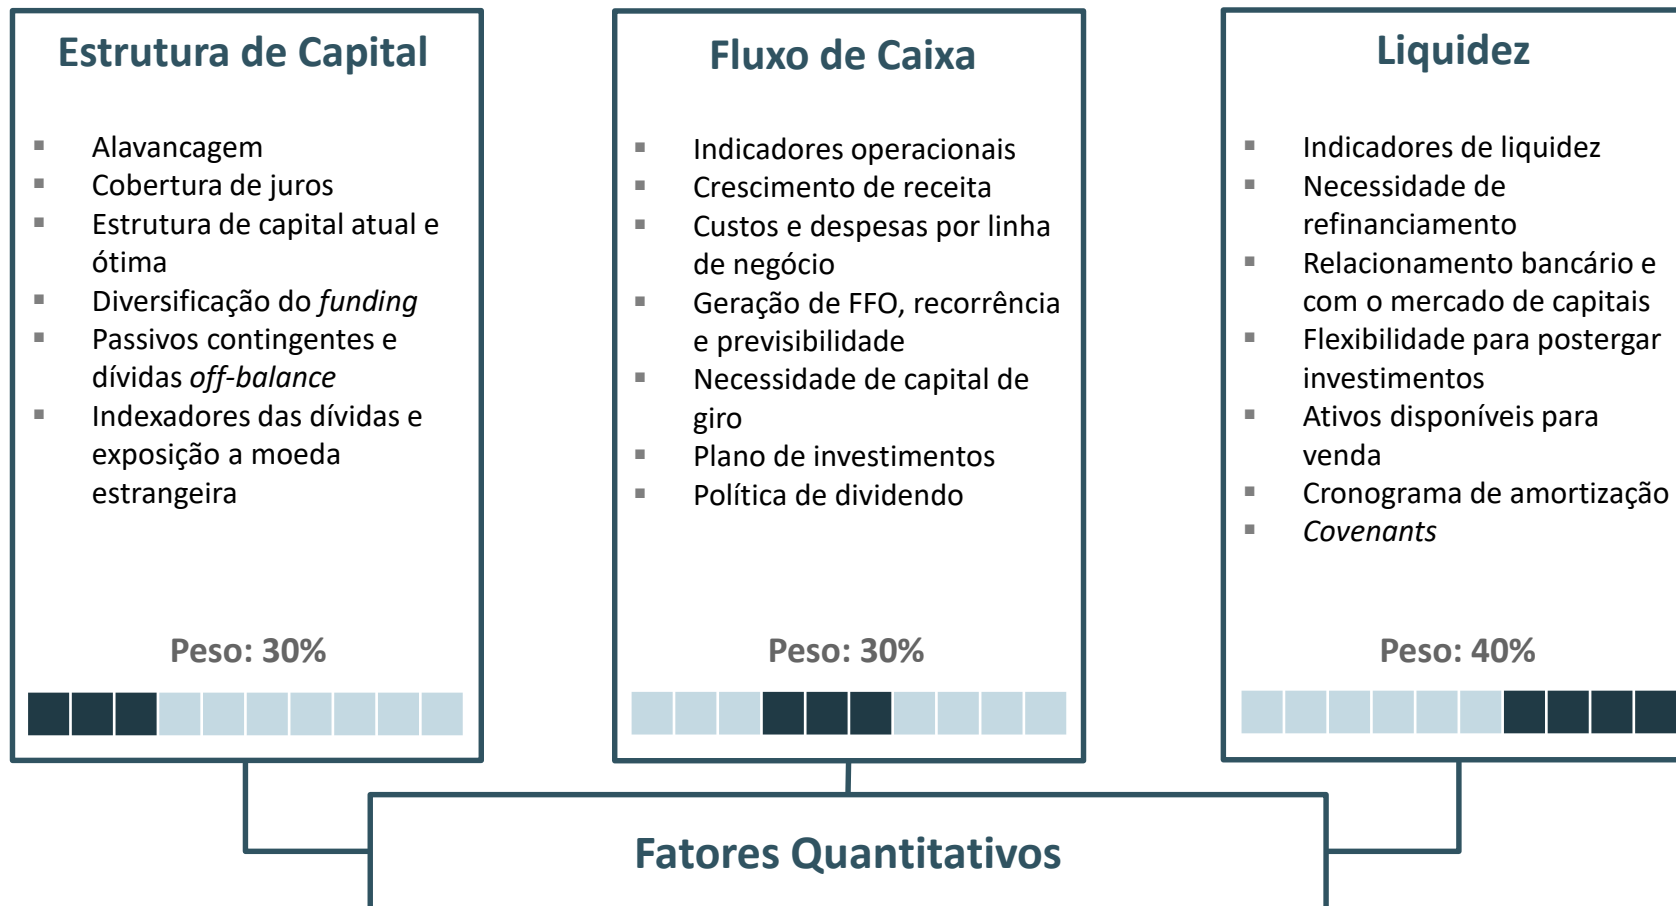 Estrutura de Capital
▪ Alavancagem
▪ Cobertura de juros
▪ Estrutura de capital atual e
ótima
▪ Diversificação do funding
▪ Passivos contingentes e
dívidas off-balance
▪ Indexadores das dívidas e
exposição a moeda
estrangeira
Peso: 30%
Fluxo de Caixa
▪ Indicadores operacionais
▪ Crescimento de receita
▪ Custos e despesas por linha
de negócio
▪ Geração de FFO, recorrência
e previsibilidade
▪ Necessidade de capital de
giro
▪ Plano de investimentos
▪ Política de dividendo
Peso: 30%
Liquidez
▪ Indicadores de liquidez
▪ Necessidade de
refinanciamento
▪ Relacionamento bancário e
com o mercado de capitais
▪ Flexibilidade para postergar
investimentos
▪ Ativos disponíveis para
venda
▪ Cronograma de amortização
▪ Covenants
Peso: 40%
Fatores Quantitativos